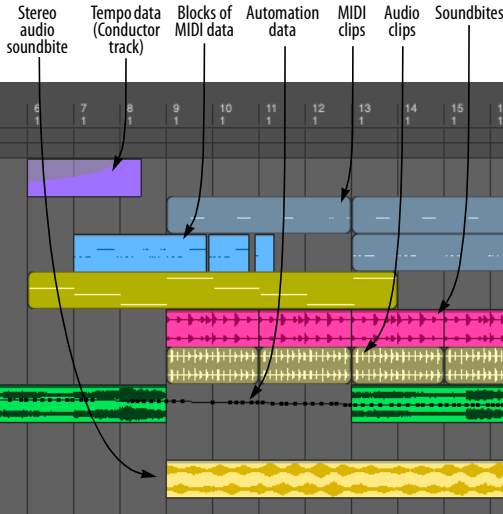 Stereo
audio
soundbite
Tempo data
(Conductor
track)
Blocks of
MIDI data
Automation
data
MIDI
clips
Audio
clips
Soundbites
6 7 8 9 10 11 12 13 14 15 1
1 1 1 1 1 1 1 1 1 1 1